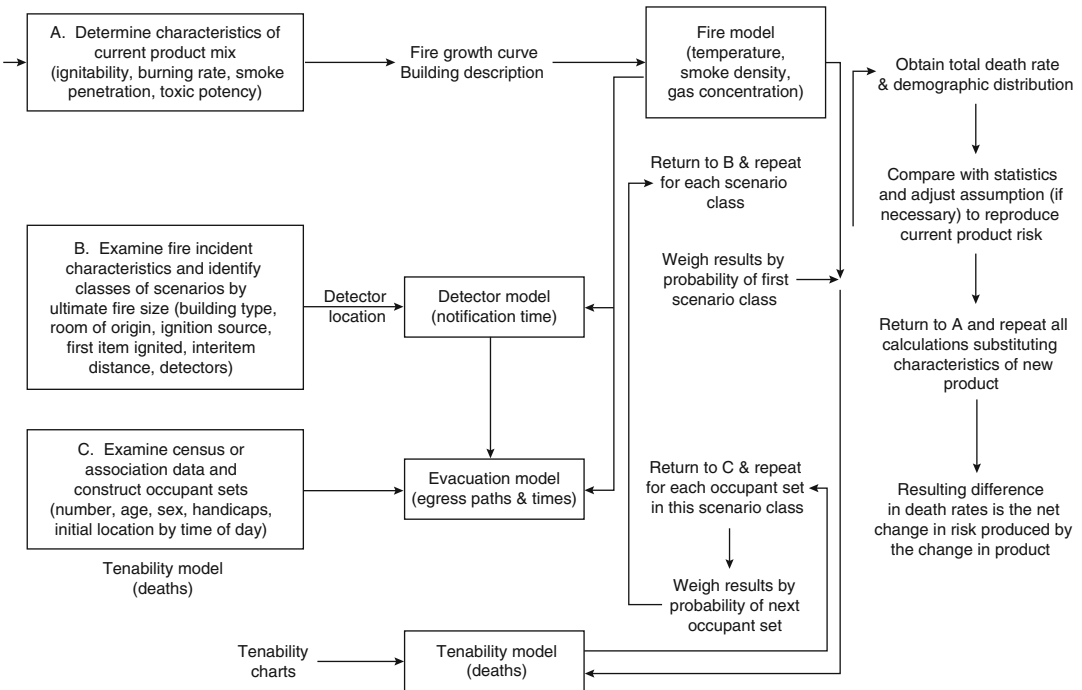 A. Determine characteristics of
current product mix
(ignitability, burning rate, smoke
penetration, toxic potency)
Fire growth curve
Building description
Fire model
(temperature,
smoke density,
gas concentration)
Obtain total death rate
& demographic distribution
Return to B & repeat
for each scenario
class
Compare with statistics
and adjust assumption (if
necessary) to reproduce
current product risk
B. Examine fire incident
characteristics and identify
classes of scenarios by
ultimate fire size (building type,
room of origin, ignition source,
first item ignited, interitem
distance, detectors)
Detector
location
Detector model
(notification time)
Weigh results by
probability of first
scenario class
Return to A and repeat all
calculations substituting
characteristics of new
product
C. Examine census or
association data and
construct occupant sets
(number, age, sex, handicaps,
initial location by time of day)
Evacuation model
(egress paths & times)
Return to C & repeat
for each occupant set
in this scenario class
Resulting difference
in death rates is the net
change in risk produced by
the change in product
Tenability model
(deaths)
Weigh results by
probability of next
occupant set
Tenability
charts
Tenability model
(deaths)